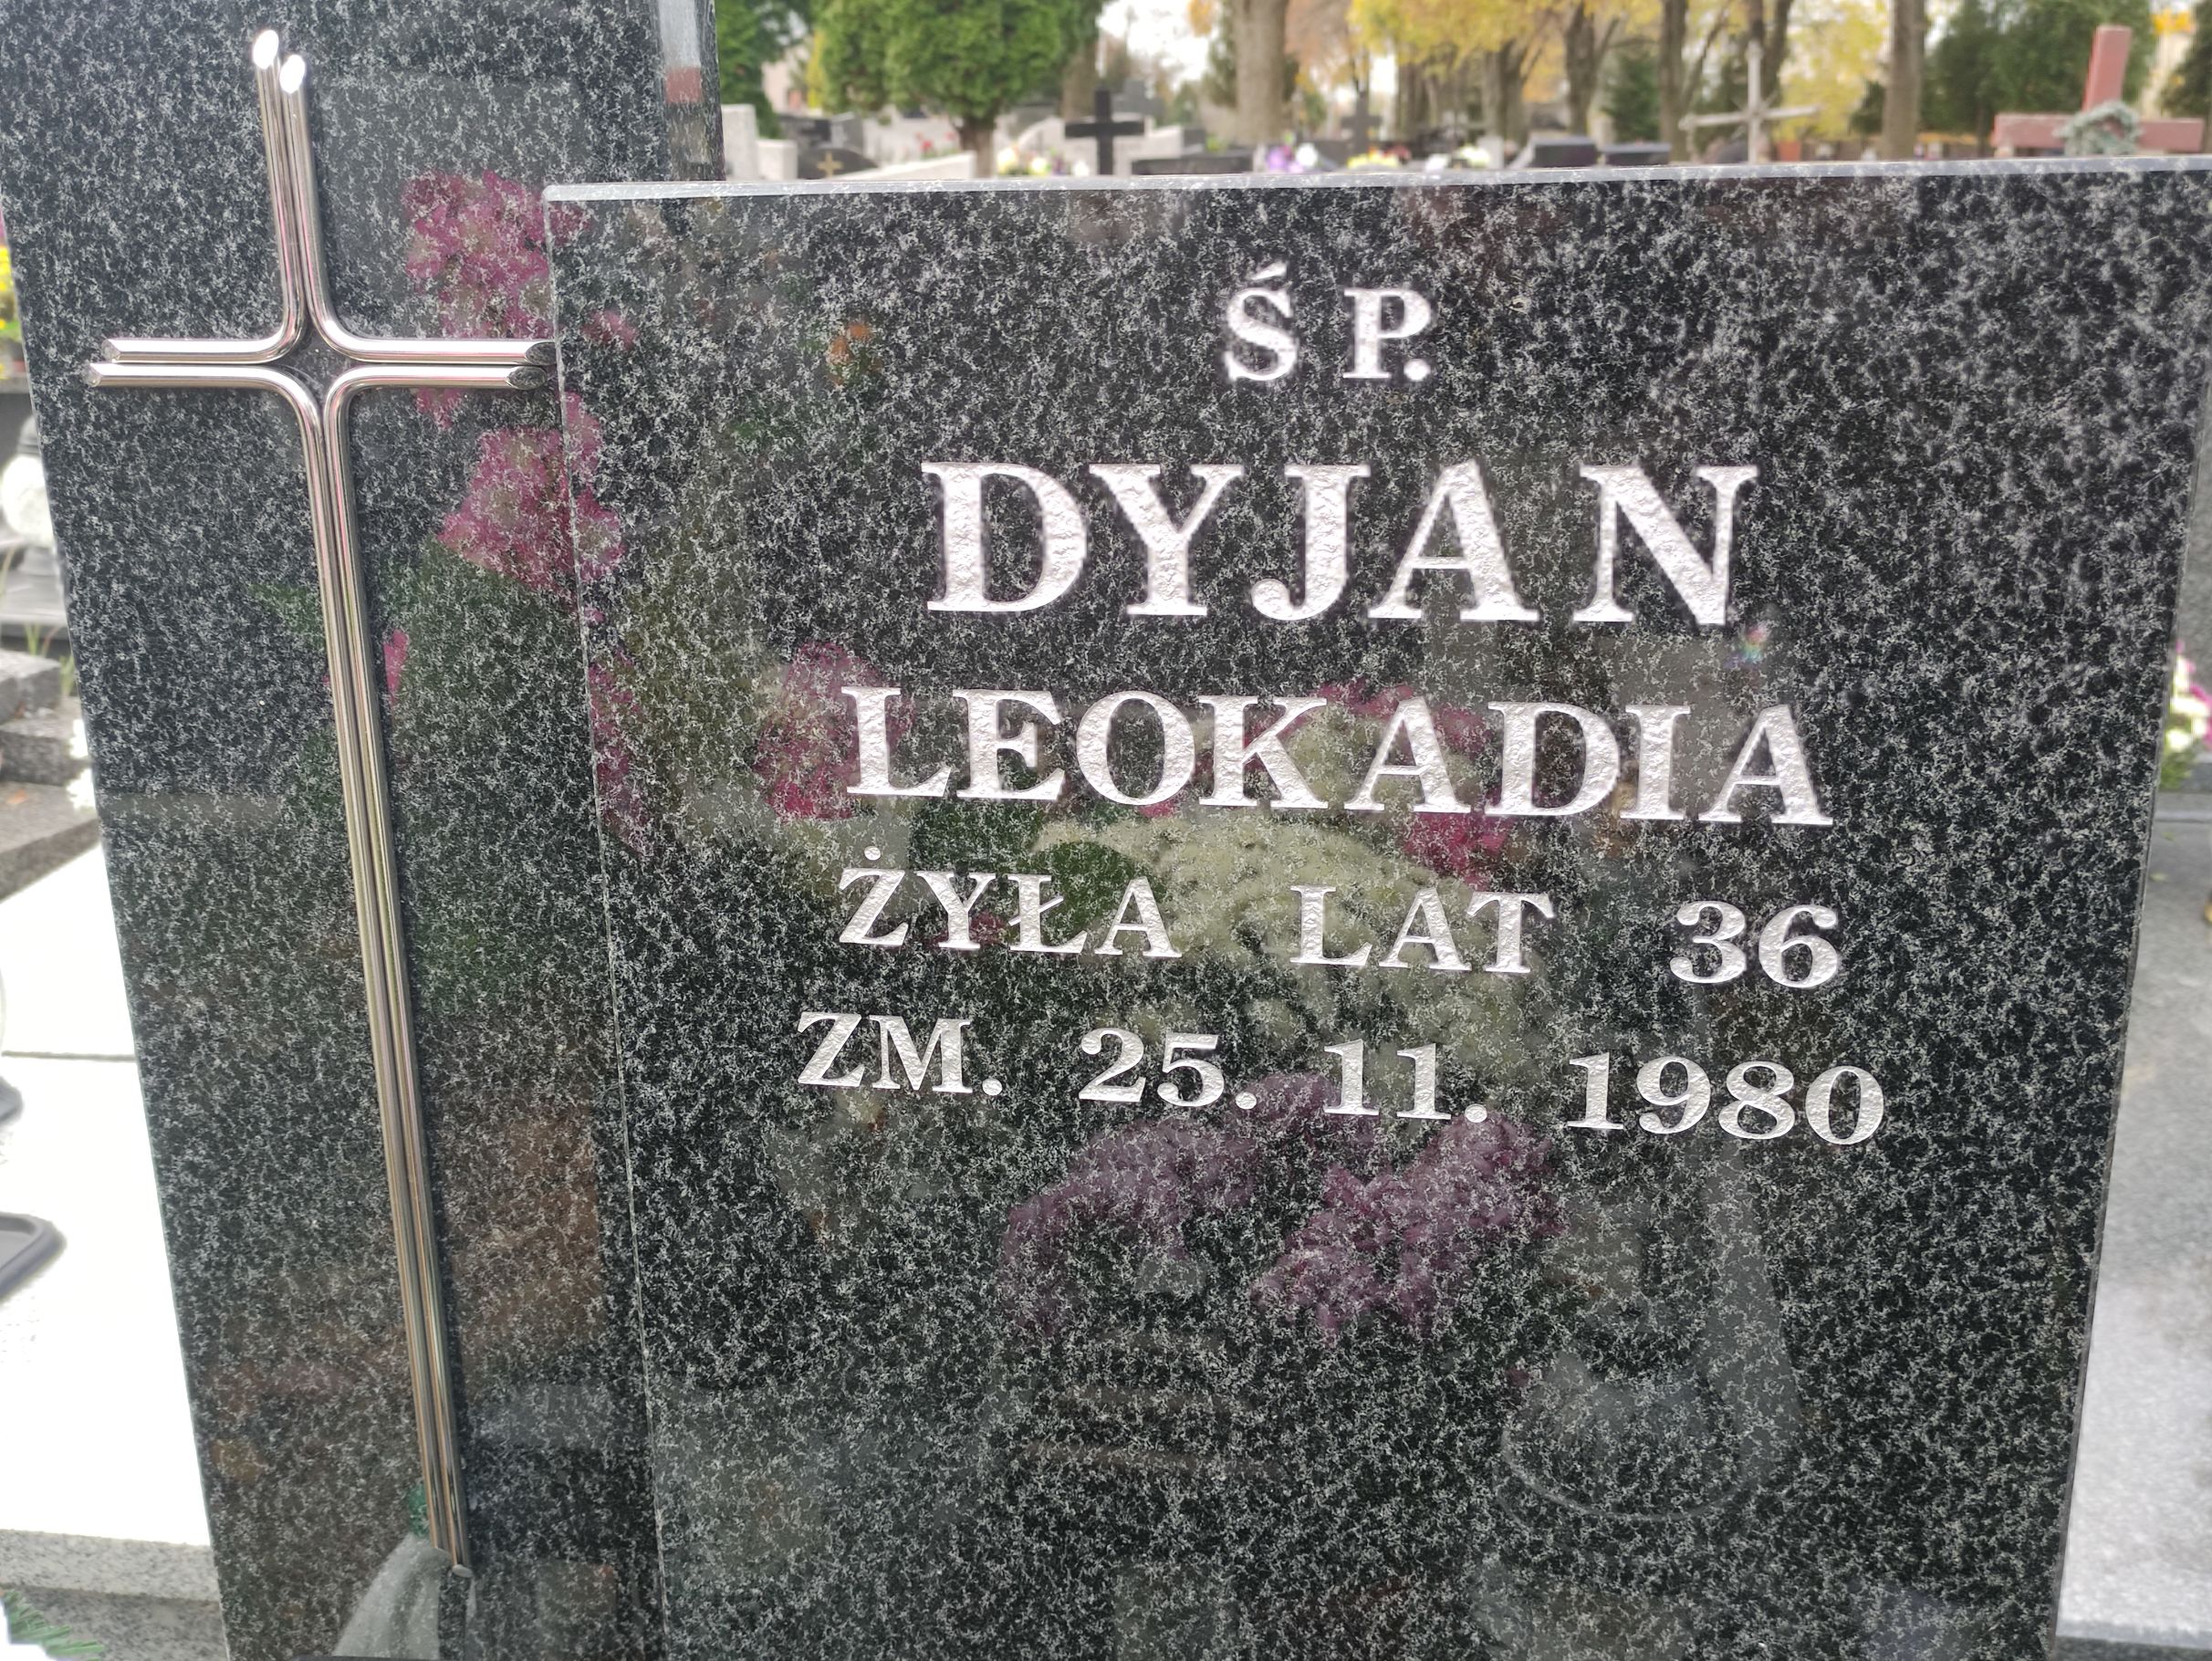 Ś P.
DYJAN
LEOKADIA
ŻYŁA LAT 36
ZM. 25. 11. 1980